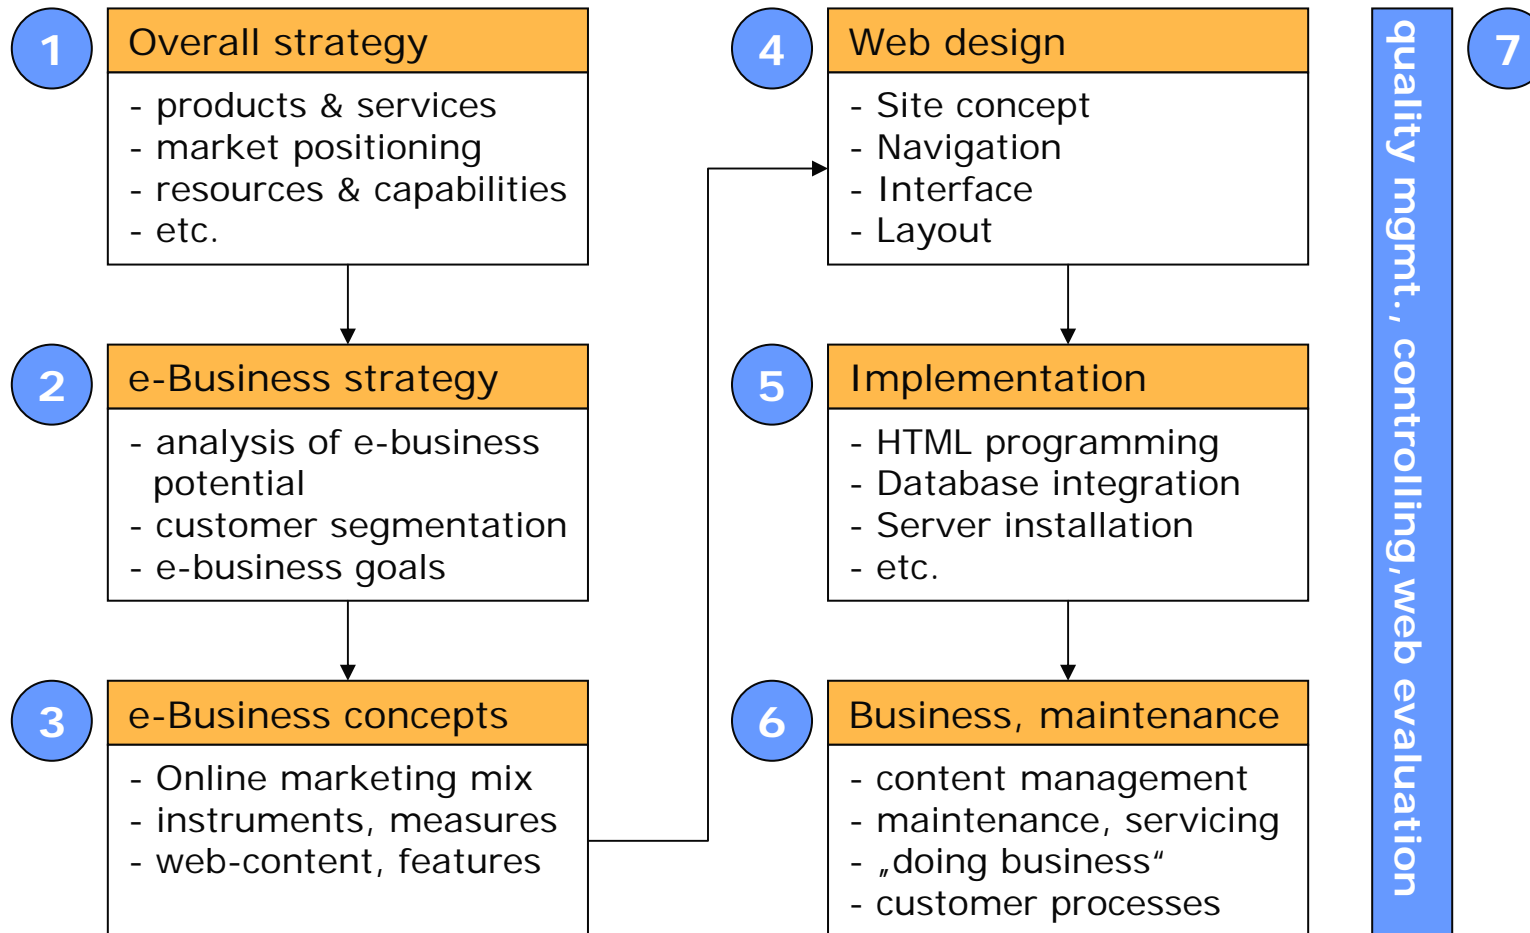 1
Overall strategy
- products & services
- market positioning
- resources & capabilities
- etc.
2
e-Business strategy
- analysis of e-business
potential
- customer segmentation
- e-business goals
3
e-Business concepts
- Online marketing mix
- instruments, measures
- web-content, features
4
Web design
- Site concept
- Navigation
- Interface
- Layout
5
Implementation
- HTML programming
- Database integration
- Server installation
- etc.
6
Business, maintenance
- content management
- maintenance, servicing
- „doing business“
- customer processes
quality mgmt., controlling,web evaluation
7